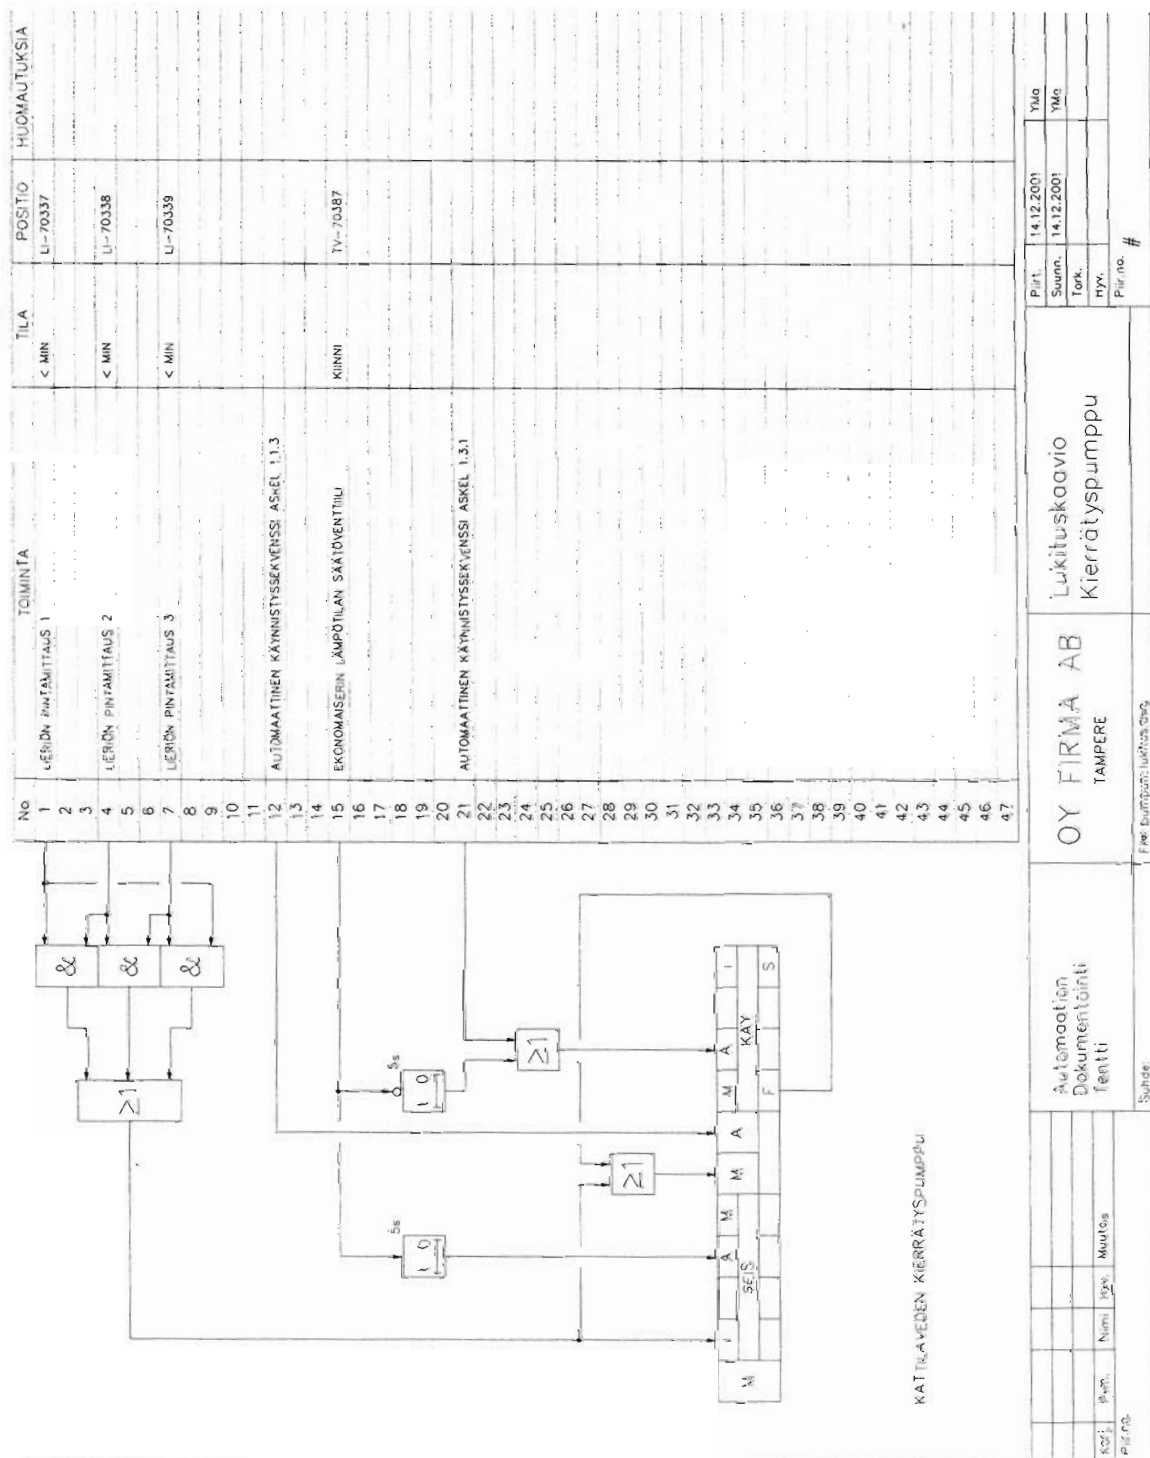 No TOIMINTA TILA POSITIO HUOMAUTUKSIA
1 LIERIÖN PINTAMITTAUS 1 < MIN LI-70337
2
3
4 LIERIÖN PINTAMITTAUS 2 < MIN LI-70338
5
6
7 LIERIÖN PINTAMITTAUS 3 < MIN LI-70339
8
9
10
11
12 AUTOMAATTINEN KÄYNNISTYSSEKVENSSI ASKEL 1.1.3
13
14
15 EKONOMAISERIN LÄMPÖTILAN SÄÄTÖVENTTIILI KIINNI TV-70387
16
17
18
19
20
21 AUTOMAATTINEN KÄYNNISTYSSEKVENSSI ASKEL 1.3.1
22
23
24
25
26
27
28
29
30
31
32
33
34
35
36
37
38
39
40
41
42
43
44
45
46
47
&
&
&
≥1
5s
t 0
5s
t 0
≥1
≥1
M I A M M A M A I
SEIS KÄY
F S
KATTILAVEDEN KIERRÄTYSPUMPPU
Korj. Pvm. Nimi Hyv. Muutos
Piir.no.
Automaation
Dokumentointi
Tentti
Suhde:
OY FIRMA AB
TAMPERE
Lukituskaavio
Kierrätyspumppu
Piirt. 14.12.2001 YMa
Suunn. 14.12.2001 YMa
Tark.
Hyv.
Piir.no. #